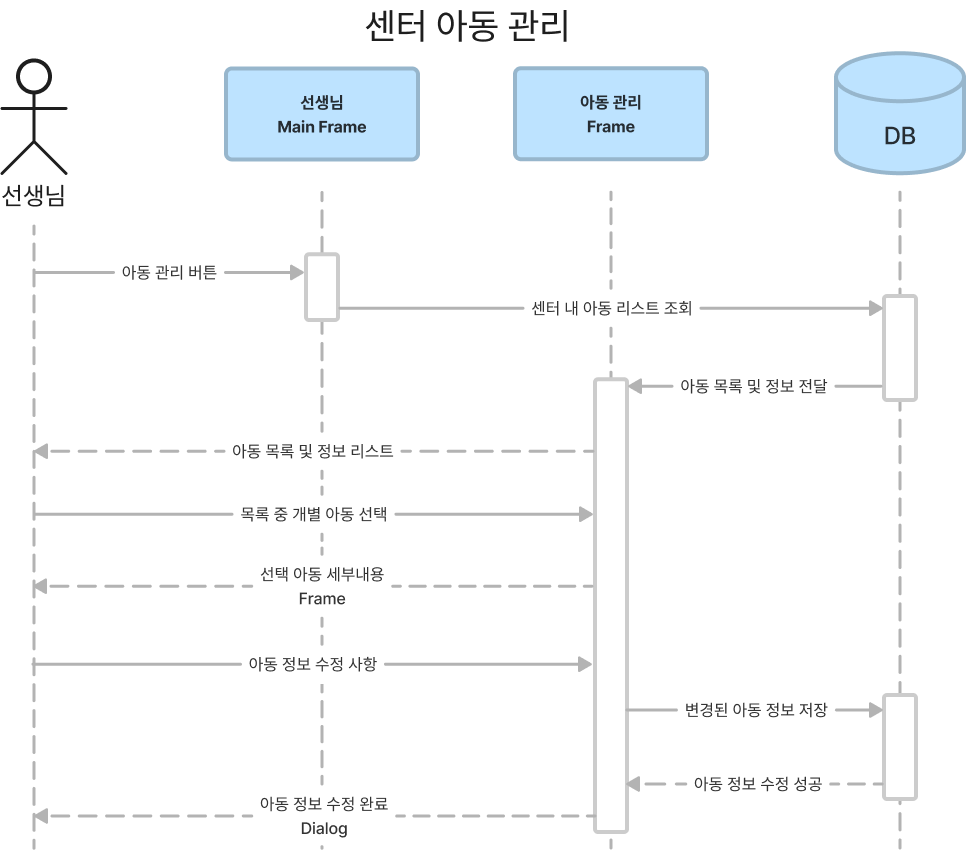 센터 아동 관리
선생님
선생님
Main Frame
아동 관리
Frame
DB
아동 관리 버튼
센터 내 아동 리스트 조회
아동 목록 및 정보 전달
아동 목록 및 정보 리스트
목록 중 개별 아동 선택
선택 아동 세부내용
Frame
아동 정보 수정 사항
변경된 아동 정보 저장
아동 정보 수정 성공
아동 정보 수정 완료
Dialog